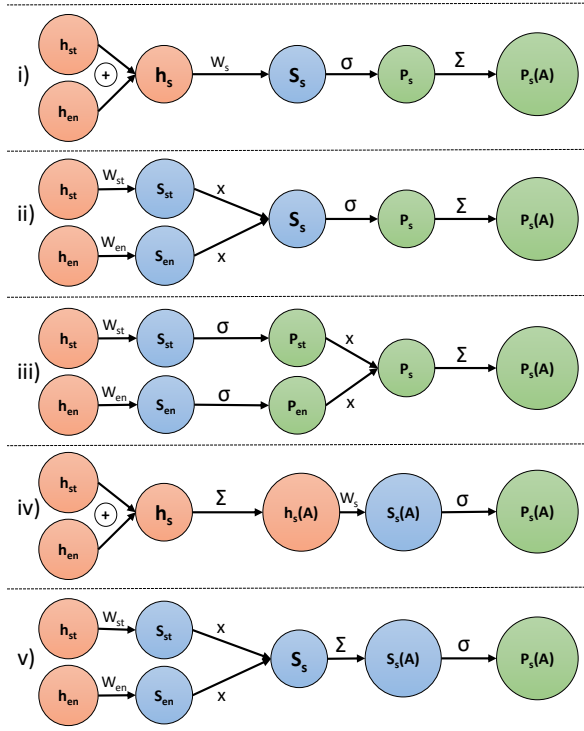 i) h_st h_en + h_s W_s S_s σ P_s Σ P_s(A)
ii) h_st W_st S_st x h_en W_en S_en x S_s σ P_s Σ P_s(A)
iii) h_st W_st S_st σ P_st x h_en W_en S_en σ P_en x P_s Σ P_s(A)
iv) h_st h_en + h_s Σ h_s(A) W_s S_s(A) σ P_s(A)
v) h_st W_st S_st x h_en W_en S_en x S_s Σ S_s(A) σ P_s(A)